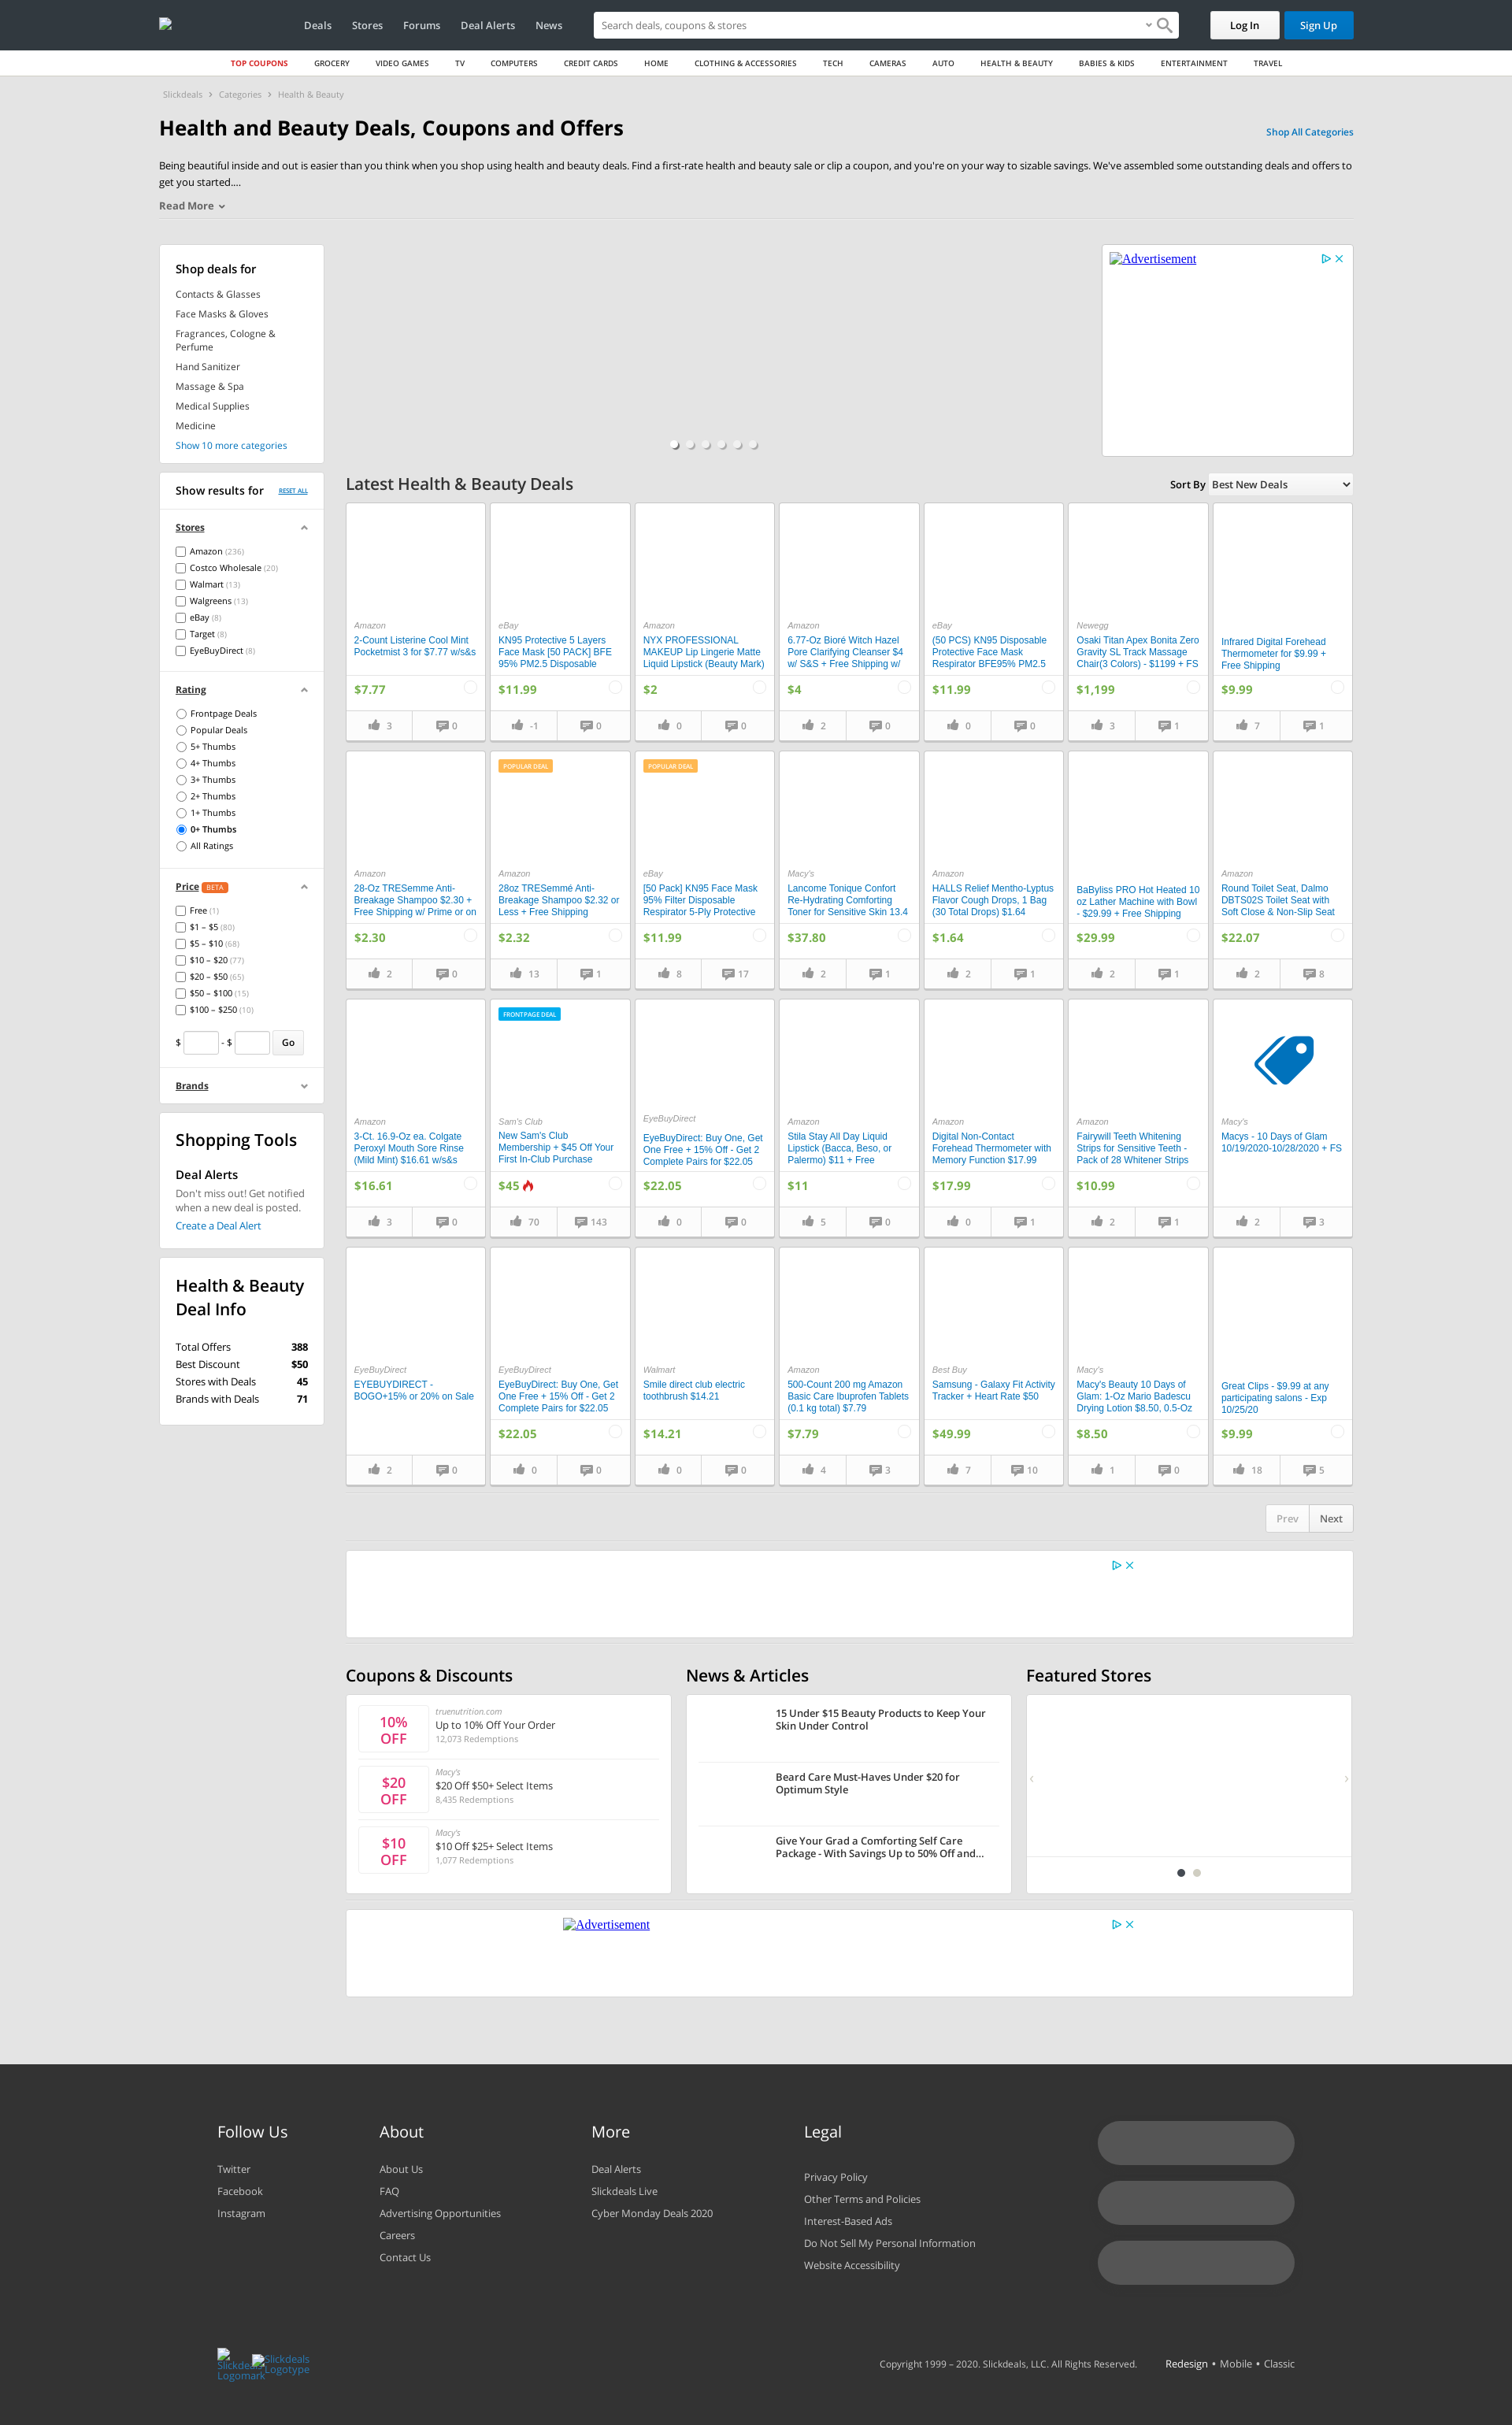 Deals Stores Forums Deal Alerts News
Search deals, coupons & stores
Log In
Sign Up
TOP COUPONS GROCERY VIDEO GAMES TV COMPUTERS CREDIT CARDS HOME CLOTHING & ACCESSORIES TECH CAMERAS AUTO HEALTH & BEAUTY BABIES & KIDS ENTERTAINMENT TRAVEL
Slickdeals › Categories › Health & Beauty
Health and Beauty Deals, Coupons and Offers
Shop All Categories
Being beautiful inside and out is easier than you think when you shop using health and beauty deals. Find a first-rate health and beauty sale or clip a coupon, and you're on your way to sizable savings. We've assembled some outstanding deals and offers to
get you started....
Read More
Shop deals for
Contacts & Glasses
Face Masks & Gloves
Fragrances, Cologne &
Perfume
Hand Sanitizer
Massage & Spa
Medical Supplies
Medicine
Show 10 more categories
Advertisement
Show results for RESET ALL
Stores
Amazon (236)
Costco Wholesale (20)
Walmart (13)
Walgreens (13)
eBay (8)
Target (8)
EyeBuyDirect (8)
Rating
Frontpage Deals
Popular Deals
5+ Thumbs
4+ Thumbs
3+ Thumbs
2+ Thumbs
1+ Thumbs
0+ Thumbs
All Ratings
Price BETA
Free (1)
$1 – $5 (80)
$5 – $10 (68)
$10 – $20 (77)
$20 – $50 (65)
$50 – $100 (15)
$100 – $250 (10)
$ - $ Go
Brands
Shopping Tools
Deal Alerts
Don't miss out! Get notified
when a new deal is posted.
Create a Deal Alert
Health & Beauty
Deal Info
Total Offers 388
Best Discount $50
Stores with Deals 45
Brands with Deals 71
Latest Health & Beauty Deals
Sort By Best New Deals
Amazon
2-Count Listerine Cool Mint
Pocketmist 3 for $7.77 w/s&s
$7.77
3 0
eBay
KN95 Protective 5 Layers
Face Mask [50 PACK] BFE
95% PM2.5 Disposable
$11.99
-1 0
Amazon
NYX PROFESSIONAL
MAKEUP Lip Lingerie Matte
Liquid Lipstick (Beauty Mark)
$2
0 0
Amazon
6.77-Oz Bioré Witch Hazel
Pore Clarifying Cleanser $4
w/ S&S + Free Shipping w/
$4
2 0
eBay
(50 PCS) KN95 Disposable
Protective Face Mask
Respirator BFE95% PM2.5
$11.99
0 0
Newegg
Osaki Titan Apex Bonita Zero
Gravity SL Track Massage
Chair(3 Colors) - $1199 + FS
$1,199
3 1
Infrared Digital Forehead
Thermometer for $9.99 +
Free Shipping
$9.99
7 1
Amazon
28-Oz TRESemme Anti-
Breakage Shampoo $2.30 +
Free Shipping w/ Prime or on
$2.30
2 0
POPULAR DEAL
Amazon
28oz TRESemmé Anti-
Breakage Shampoo $2.32 or
Less + Free Shipping
$2.32
13 1
POPULAR DEAL
eBay
[50 Pack] KN95 Face Mask
95% Filter Disposable
Respirator 5-Ply Protective
$11.99
8 17
Macy's
Lancome Tonique Confort
Re-Hydrating Comforting
Toner for Sensitive Skin 13.4
$37.80
2 1
Amazon
HALLS Relief Mentho-Lyptus
Flavor Cough Drops, 1 Bag
(30 Total Drops) $1.64
$1.64
2 1
BaByliss PRO Hot Heated 10
oz Lather Machine with Bowl
- $29.99 + Free Shipping
$29.99
2 1
Amazon
Round Toilet Seat, Dalmo
DBTS02S Toilet Seat with
Soft Close & Non-Slip Seat
$22.07
2 8
Amazon
3-Ct. 16.9-Oz ea. Colgate
Peroxyl Mouth Sore Rinse
(Mild Mint) $16.61 w/s&s
$16.61
3 0
FRONTPAGE DEAL
Sam's Club
New Sam's Club
Membership + $45 Off Your
First In-Club Purchase
$45
70 143
EyeBuyDirect
EyeBuyDirect: Buy One, Get
One Free + 15% Off - Get 2
Complete Pairs for $22.05
$22.05
0 0
Amazon
Stila Stay All Day Liquid
Lipstick (Bacca, Beso, or
Palermo) $11 + Free
$11
5 0
Amazon
Digital Non-Contact
Forehead Thermometer with
Memory Function $17.99
$17.99
0 1
Amazon
Fairywill Teeth Whitening
Strips for Sensitive Teeth -
Pack of 28 Whitener Strips
$10.99
2 1
Macy's
Macys - 10 Days of Glam
10/19/2020-10/28/2020 + FS
2 3
EyeBuyDirect
EYEBUYDIRECT -
BOGO+15% or 20% on Sale
2 0
EyeBuyDirect
EyeBuyDirect: Buy One, Get
One Free + 15% Off - Get 2
Complete Pairs for $22.05
$22.05
0 0
Walmart
Smile direct club electric
toothbrush $14.21
$14.21
0 0
Amazon
500-Count 200 mg Amazon
Basic Care Ibuprofen Tablets
(0.1 kg total) $7.79
$7.79
4 3
Best Buy
Samsung - Galaxy Fit Activity
Tracker + Heart Rate $50
$49.99
7 10
Macy's
Macy's Beauty 10 Days of
Glam: 1-Oz Mario Badescu
Drying Lotion $8.50, 0.5-Oz
$8.50
1 0
Great Clips - $9.99 at any
participating salons - Exp
10/25/20
$9.99
18 5
Prev Next
Coupons & Discounts
10%
OFF
truenutrition.com
Up to 10% Off Your Order
12,073 Redemptions
$20
OFF
Macy's
$20 Off $50+ Select Items
8,435 Redemptions
$10
OFF
Macy's
$10 Off $25+ Select Items
1,077 Redemptions
News & Articles
15 Under $15 Beauty Products to Keep Your
Skin Under Control
Beard Care Must-Haves Under $20 for
Optimum Style
Give Your Grad a Comforting Self Care
Package - With Savings Up to 50% Off and...
Featured Stores
‹ ›
Advertisement
Follow Us
Twitter
Facebook
Instagram
About
About Us
FAQ
Advertising Opportunities
Careers
Contact Us
More
Deal Alerts
Slickdeals Live
Cyber Monday Deals 2020
Legal
Privacy Policy
Other Terms and Policies
Interest-Based Ads
Do Not Sell My Personal Information
Website Accessibility
Slickdeals
Logomark
Slickdeals
Logotype
Copyright 1999 – 2020. Slickdeals, LLC. All Rights Reserved.
Redesign • Mobile • Classic